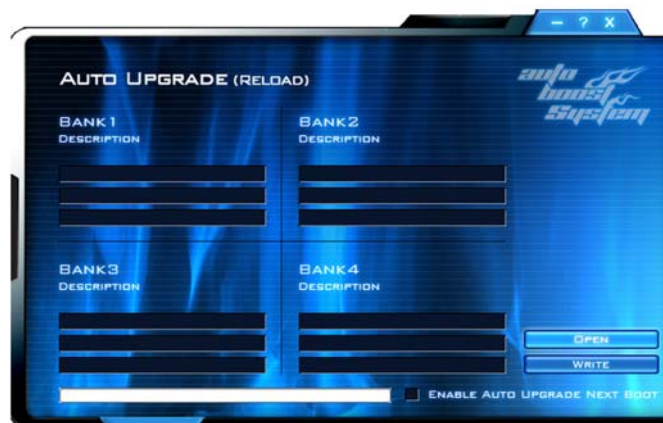 — ? X
AUTO UPGRADE (RELOAD)
auto
boost
System
BANK1
DESCRIPTION
BANK2
DESCRIPTION
BANK3
DESCRIPTION
BANK4
DESCRIPTION
OPEN
WRITE
ENABLE AUTO UPGRADE NEXT BOOT